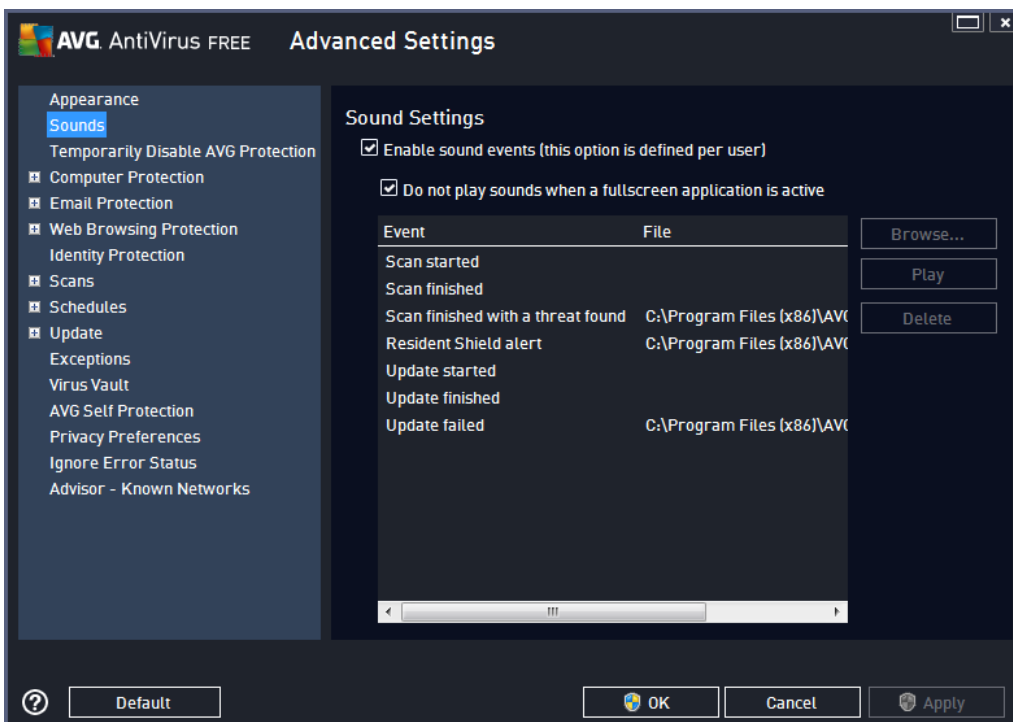 AVG. AntiVirus FREE Advanced Settings
Appearance
Sounds
Temporarily Disable AVG Protection
Computer Protection
Email Protection
Web Browsing Protection
Identity Protection
Scans
Schedules
Update
Exceptions
Virus Vault
AVG Self Protection
Privacy Preferences
Ignore Error Status
Advisor - Known Networks
Sound Settings
Enable sound events (this option is defined per user)
Do not play sounds when a fullscreen application is active
Event File
Scan started
Scan finished
Scan finished with a threat found C:\Program Files (x86)\AVG
Resident Shield alert C:\Program Files (x86)\AVG
Update started
Update finished
Update failed C:\Program Files (x86)\AVG
Browse...
Play
Delete
Default
OK
Cancel
Apply